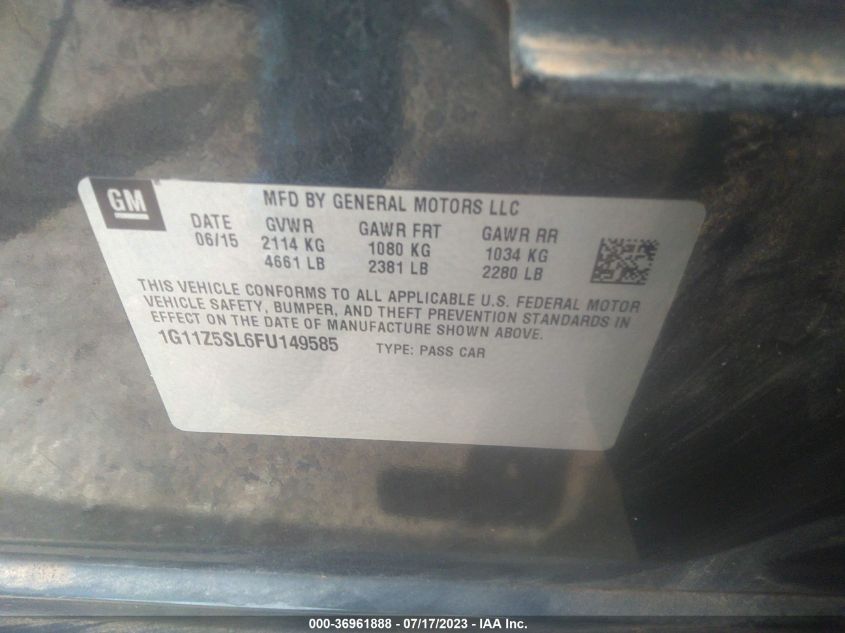 GM
MFD BY GENERAL MOTORS LLC
DATE GVWR GAWR FRT GAWR RR
06/15 2114 KG 1080 KG 1034 KG
4661 LB 2381 LB 2280 LB
THIS VEHICLE CONFORMS TO ALL APPLICABLE U.S. FEDERAL MOTOR
VEHICLE SAFETY, BUMPER, AND THEFT PREVENTION STANDARDS IN
EFFECT ON THE DATE OF MANUFACTURE SHOWN ABOVE.
1G11Z5SL6FU149585 TYPE: PASS CAR
000-36961888 - 07/17/2023 - IAA Inc.